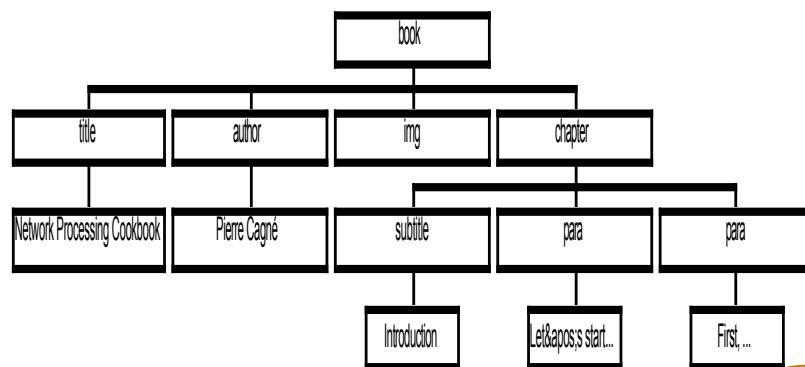 book
title
author
img
chapter
Network Processing Cookbook
Pierre Cagné
subtitle
para
para
Introduction
Let&apos;s start...
First, ...